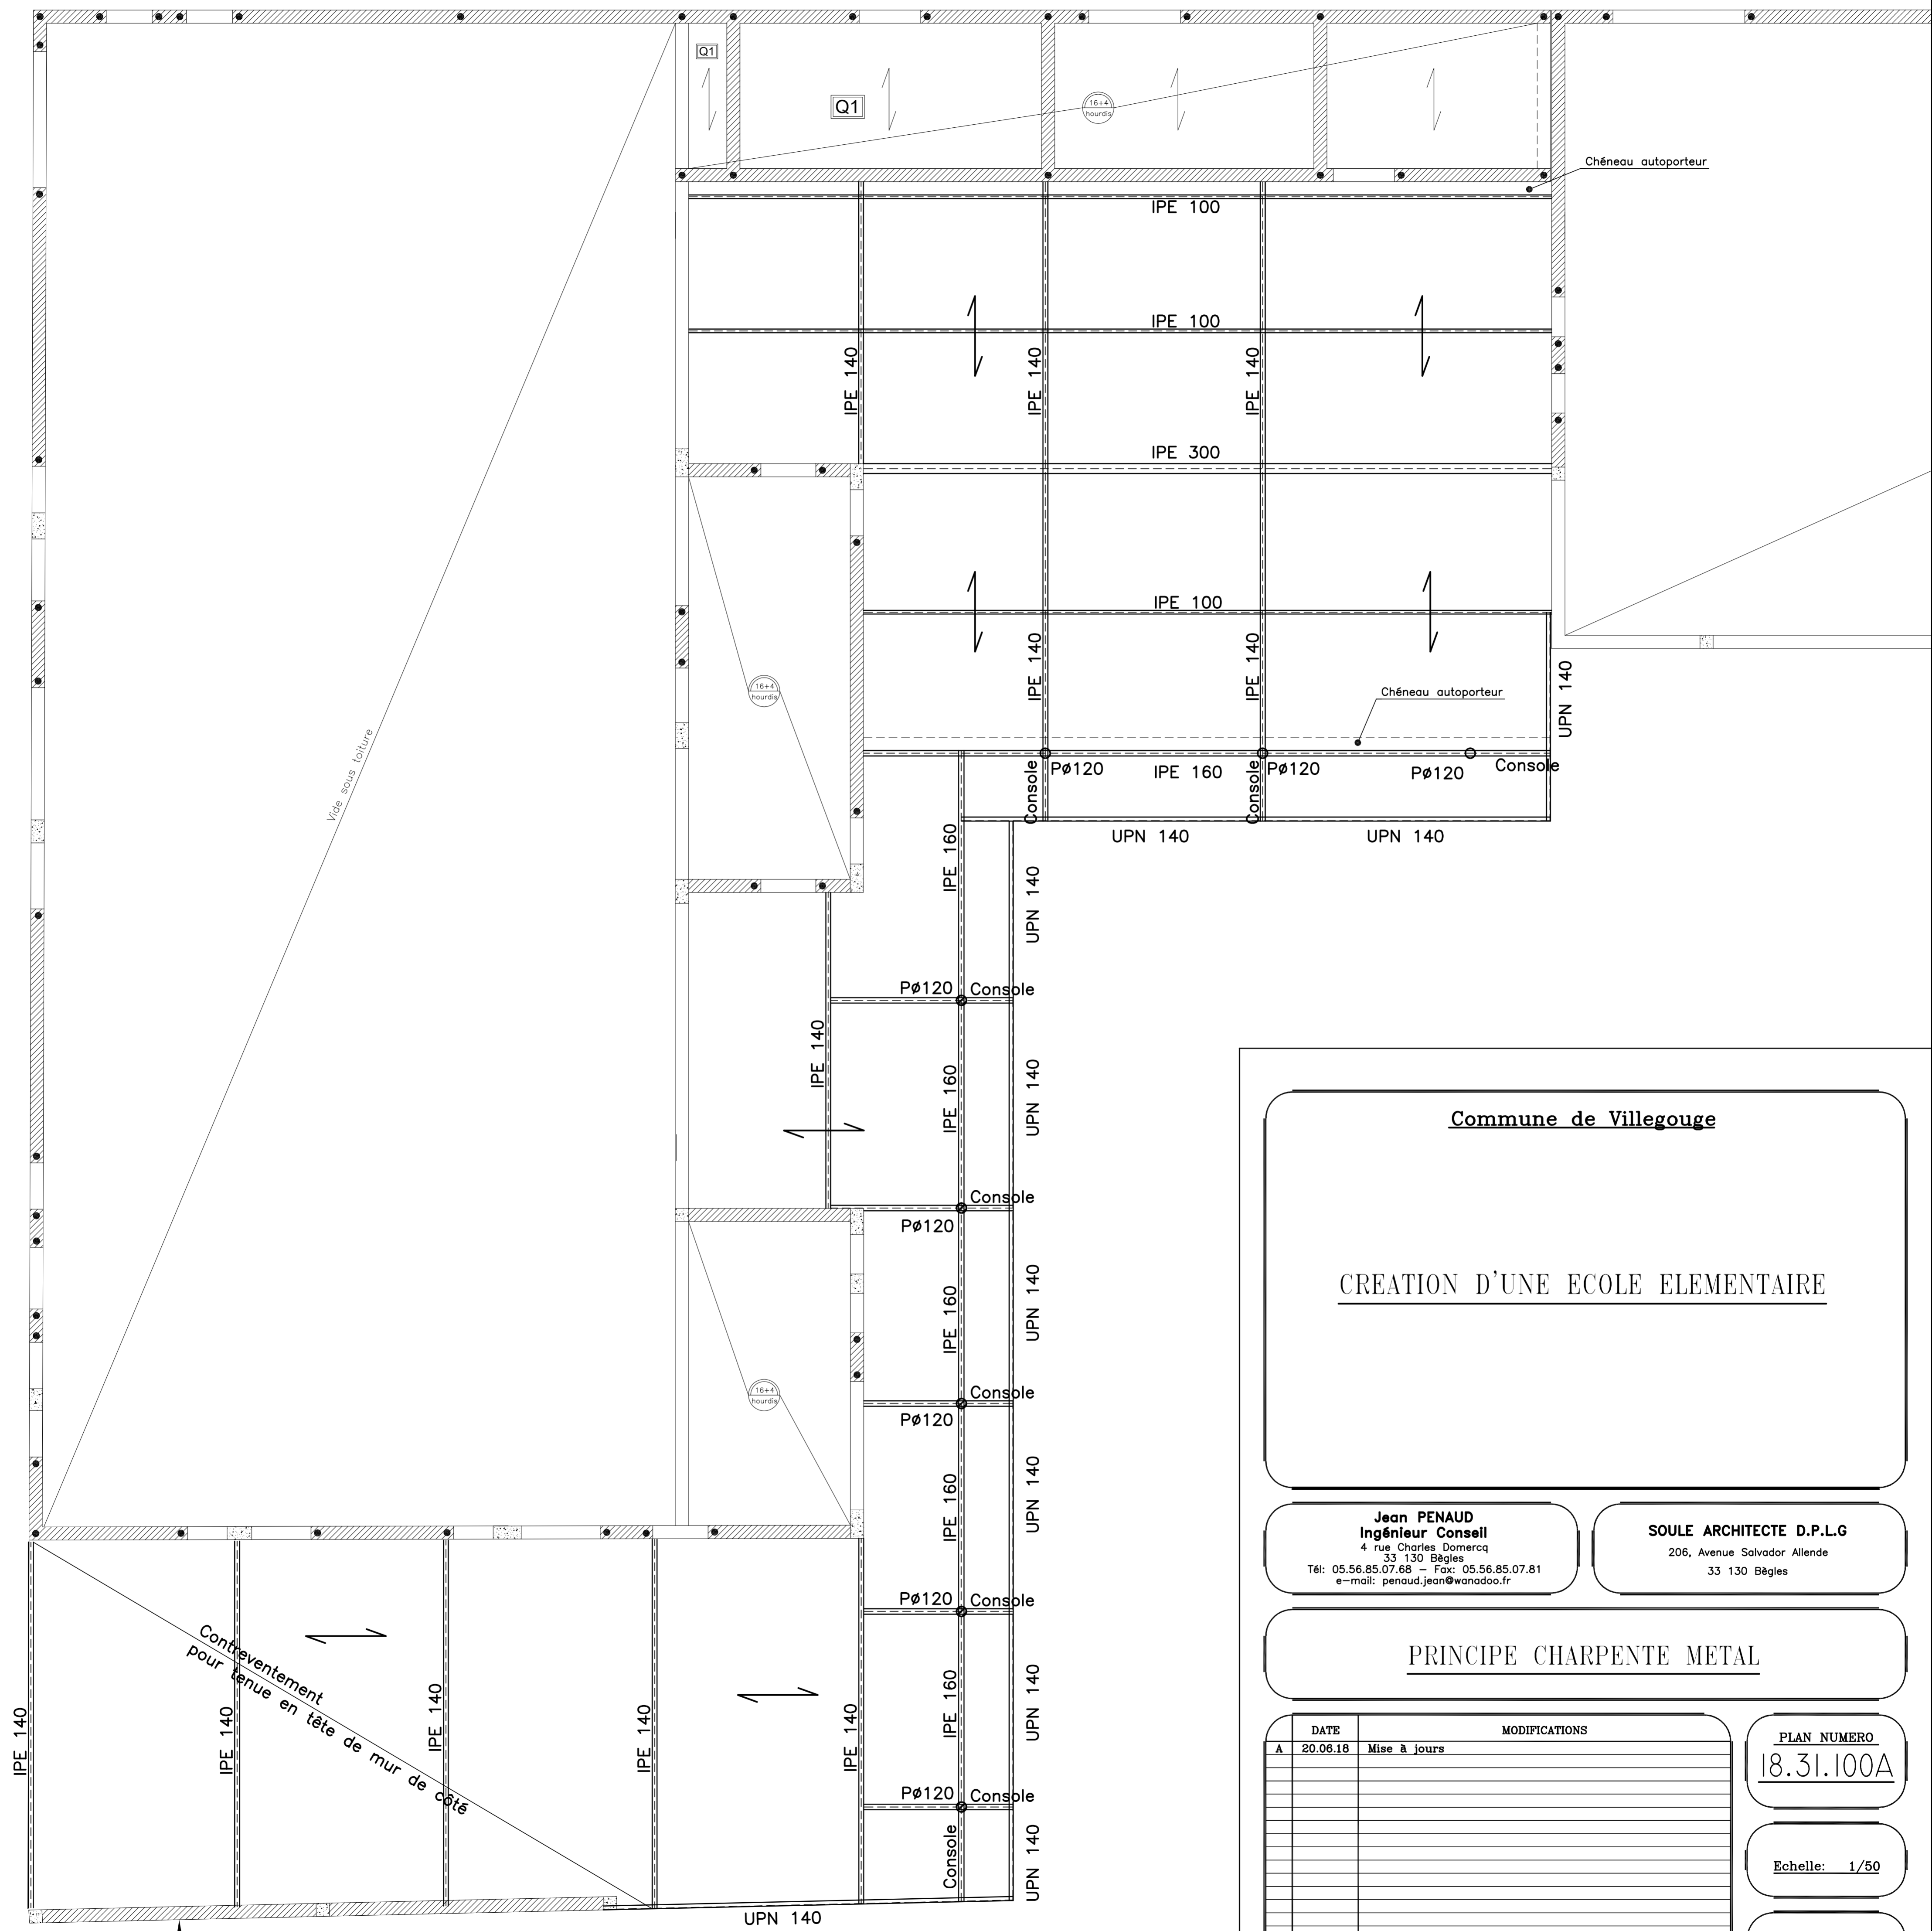 Q1
Q1
16+4
hourdis
Chéneau autoporteur
IPE 100
IPE 100
IPE 140
IPE 140
IPE 140
IPE 300
IPE 100
IPE 140
IPE 140
UPN 140
16+4
hourdis
Chéneau autoporteur
Vide sous toiture
Console
PØ120
IPE 160
Console
PØ120
PØ120
Console
UPN 140
UPN 140
IPE 160
UPN 140
PØ120
Console
IPE 140
IPE 160
UPN 140
Console
PØ120
IPE 160
UPN 140
16+4
hourdis
Console
PØ120
IPE 160
UPN 140
PØ120
Console
Contreventement
pour tenue en tête de mur de côté
IPE 140
IPE 140
IPE 140
IPE 140
IPE 140
IPE 160
UPN 140
PØ120
Console
Console
UPN 140
UPN 140
Commune de Villegouge
CREATION D'UNE ECOLE ELEMENTAIRE
Jean PENAUD
Ingénieur Conseil
4 rue Charles Domercq
33 130 Bègles
Tél: 05.56.85.07.68 – Fax: 05.56.85.07.81
e-mail: penaud.jean@wanadoo.fr
SOULE ARCHITECTE D.P.L.G
206, Avenue Salvador Allende
33 130 Bègles
PRINCIPE CHARPENTE METAL
DATE MODIFICATIONS
A 20.06.18 Mise à jours
PLAN NUMERO
18.31.100A
Echelle: 1/50